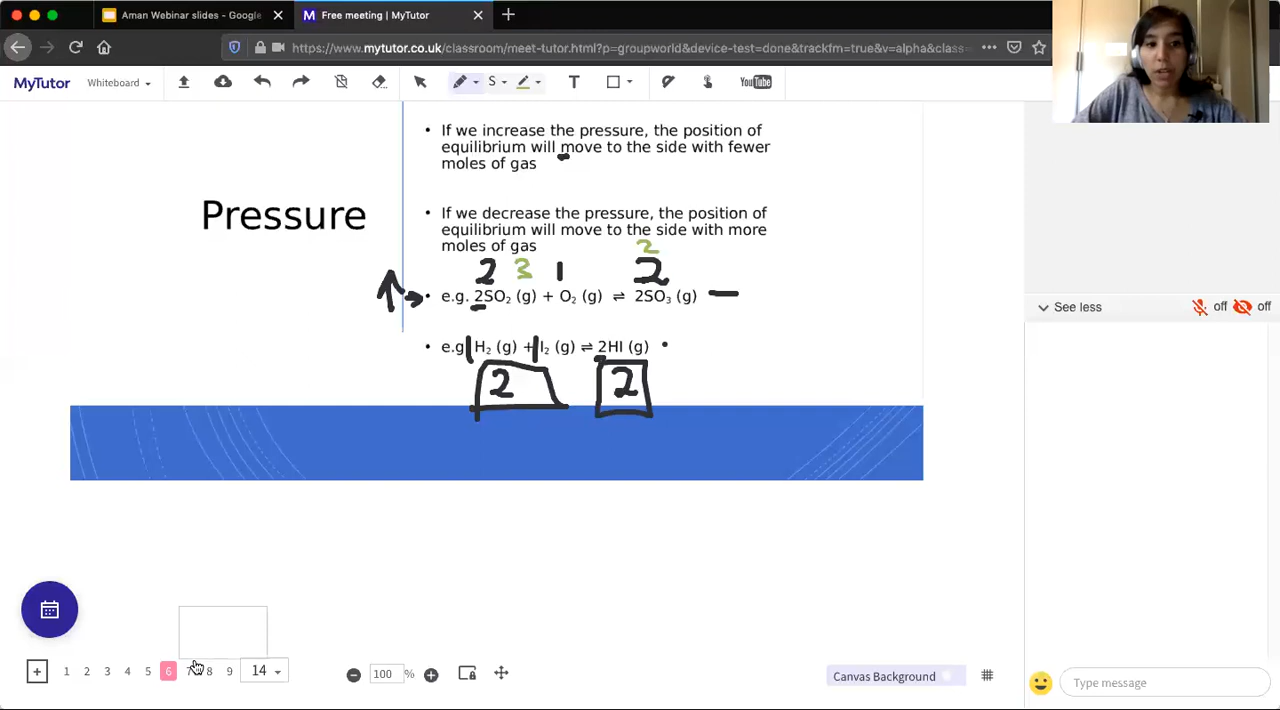 Aman Webinar slides - Google
Free meeting | MyTutor
https://www.mytutor.co.uk/classroom/meet-tutor.html?p=groupworld&device-test=done&trackfm=true&v=alpha&class=
MyTutor Whiteboard S T YouTube
• If we increase the pressure, the position of
equilibrium will move to the side with fewer
moles of gas
Pressure
• If we decrease the pressure, the position of
equilibrium will move to the side with more
moles of gas
2
2 3 1 2
• e.g. 2SO₂ (g) + O₂ (g) ⇌ 2SO₃ (g)
• e.g 1 H₂ (g) + 1 I₂ (g) ⇌ 2HI (g)
2 2
See less off off
+ 1 2 3 4 5 6 7 8 9 14
100 %
Canvas Background
Type message